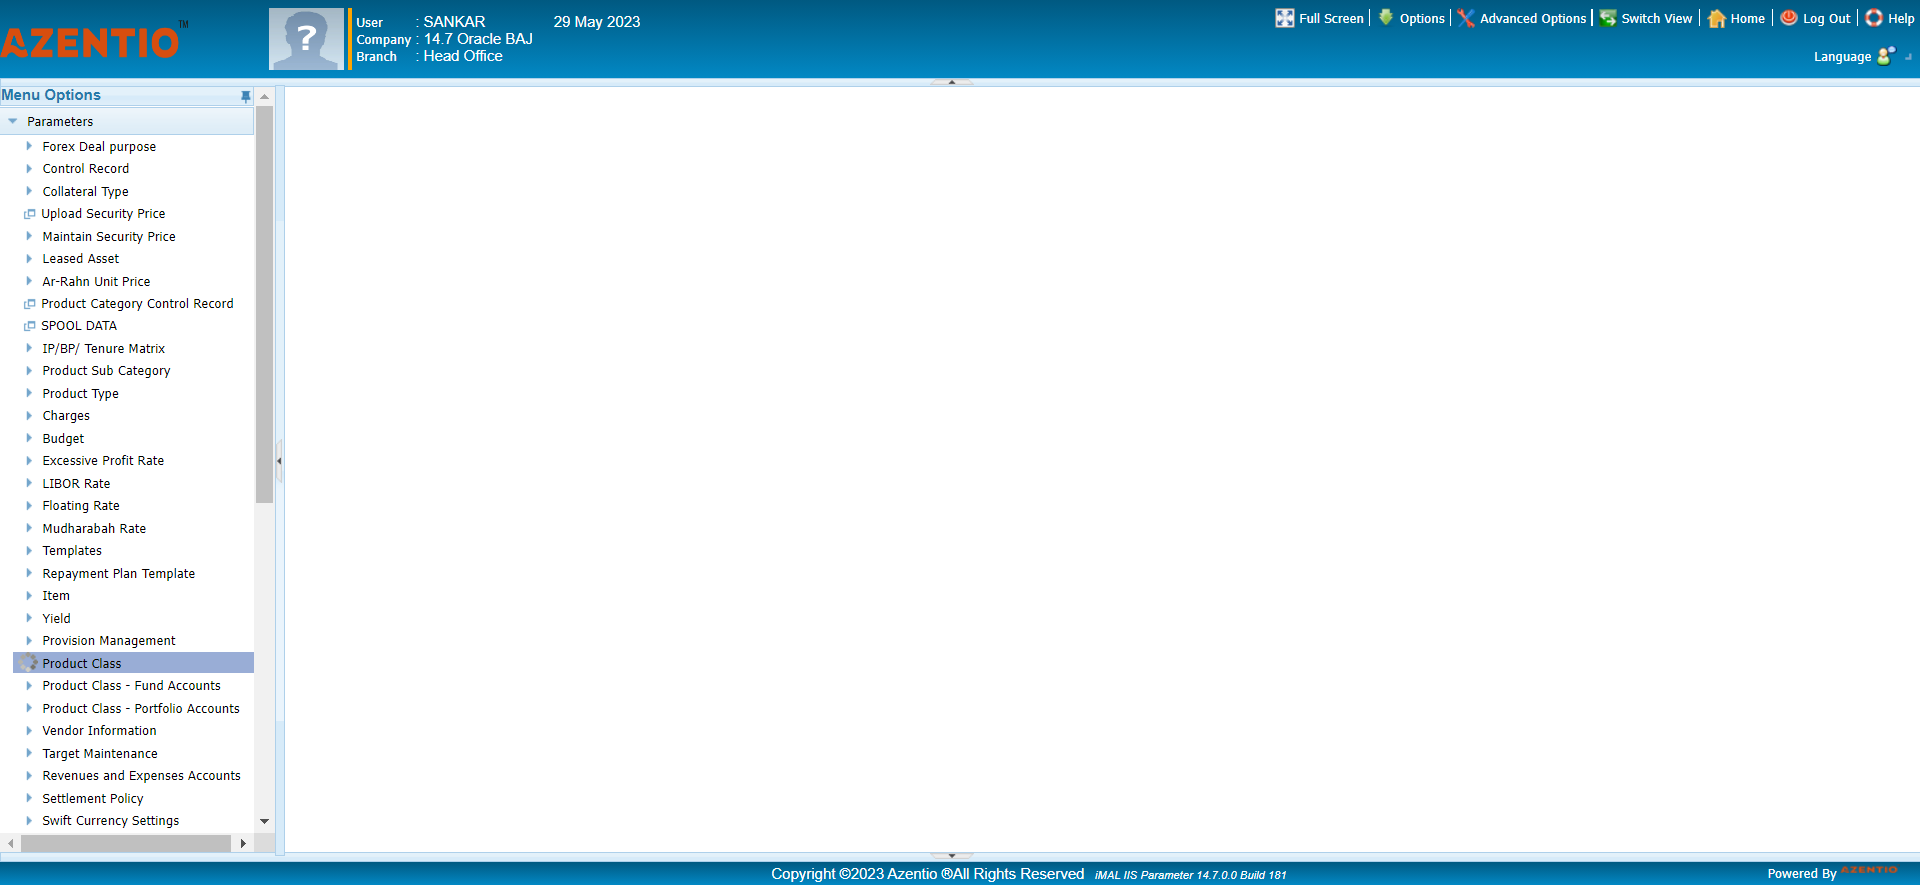 AZENTIO™
?
User : SANKAR 29 May 2023
Company : 14.7 Oracle BAJ
Branch : Head Office
Full Screen Options Advanced Options Switch View Home Log Out Help
Language
Menu Options
Parameters
Forex Deal purpose
Control Record
Collateral Type
Upload Security Price
Maintain Security Price
Leased Asset
Ar-Rahn Unit Price
Product Category Control Record
SPOOL DATA
IP/BP/ Tenure Matrix
Product Sub Category
Product Type
Charges
Budget
Excessive Profit Rate
LIBOR Rate
Floating Rate
Mudharabah Rate
Templates
Repayment Plan Template
Item
Yield
Provision Management
Product Class
Product Class - Fund Accounts
Product Class - Portfolio Accounts
Vendor Information
Target Maintenance
Revenues and Expenses Accounts
Settlement Policy
Swift Currency Settings
Copyright ©2023 Azentio ®All Rights Reserved iMAL IIS Parameter 14.7.0.0 Build 181
Powered By AZENTIO